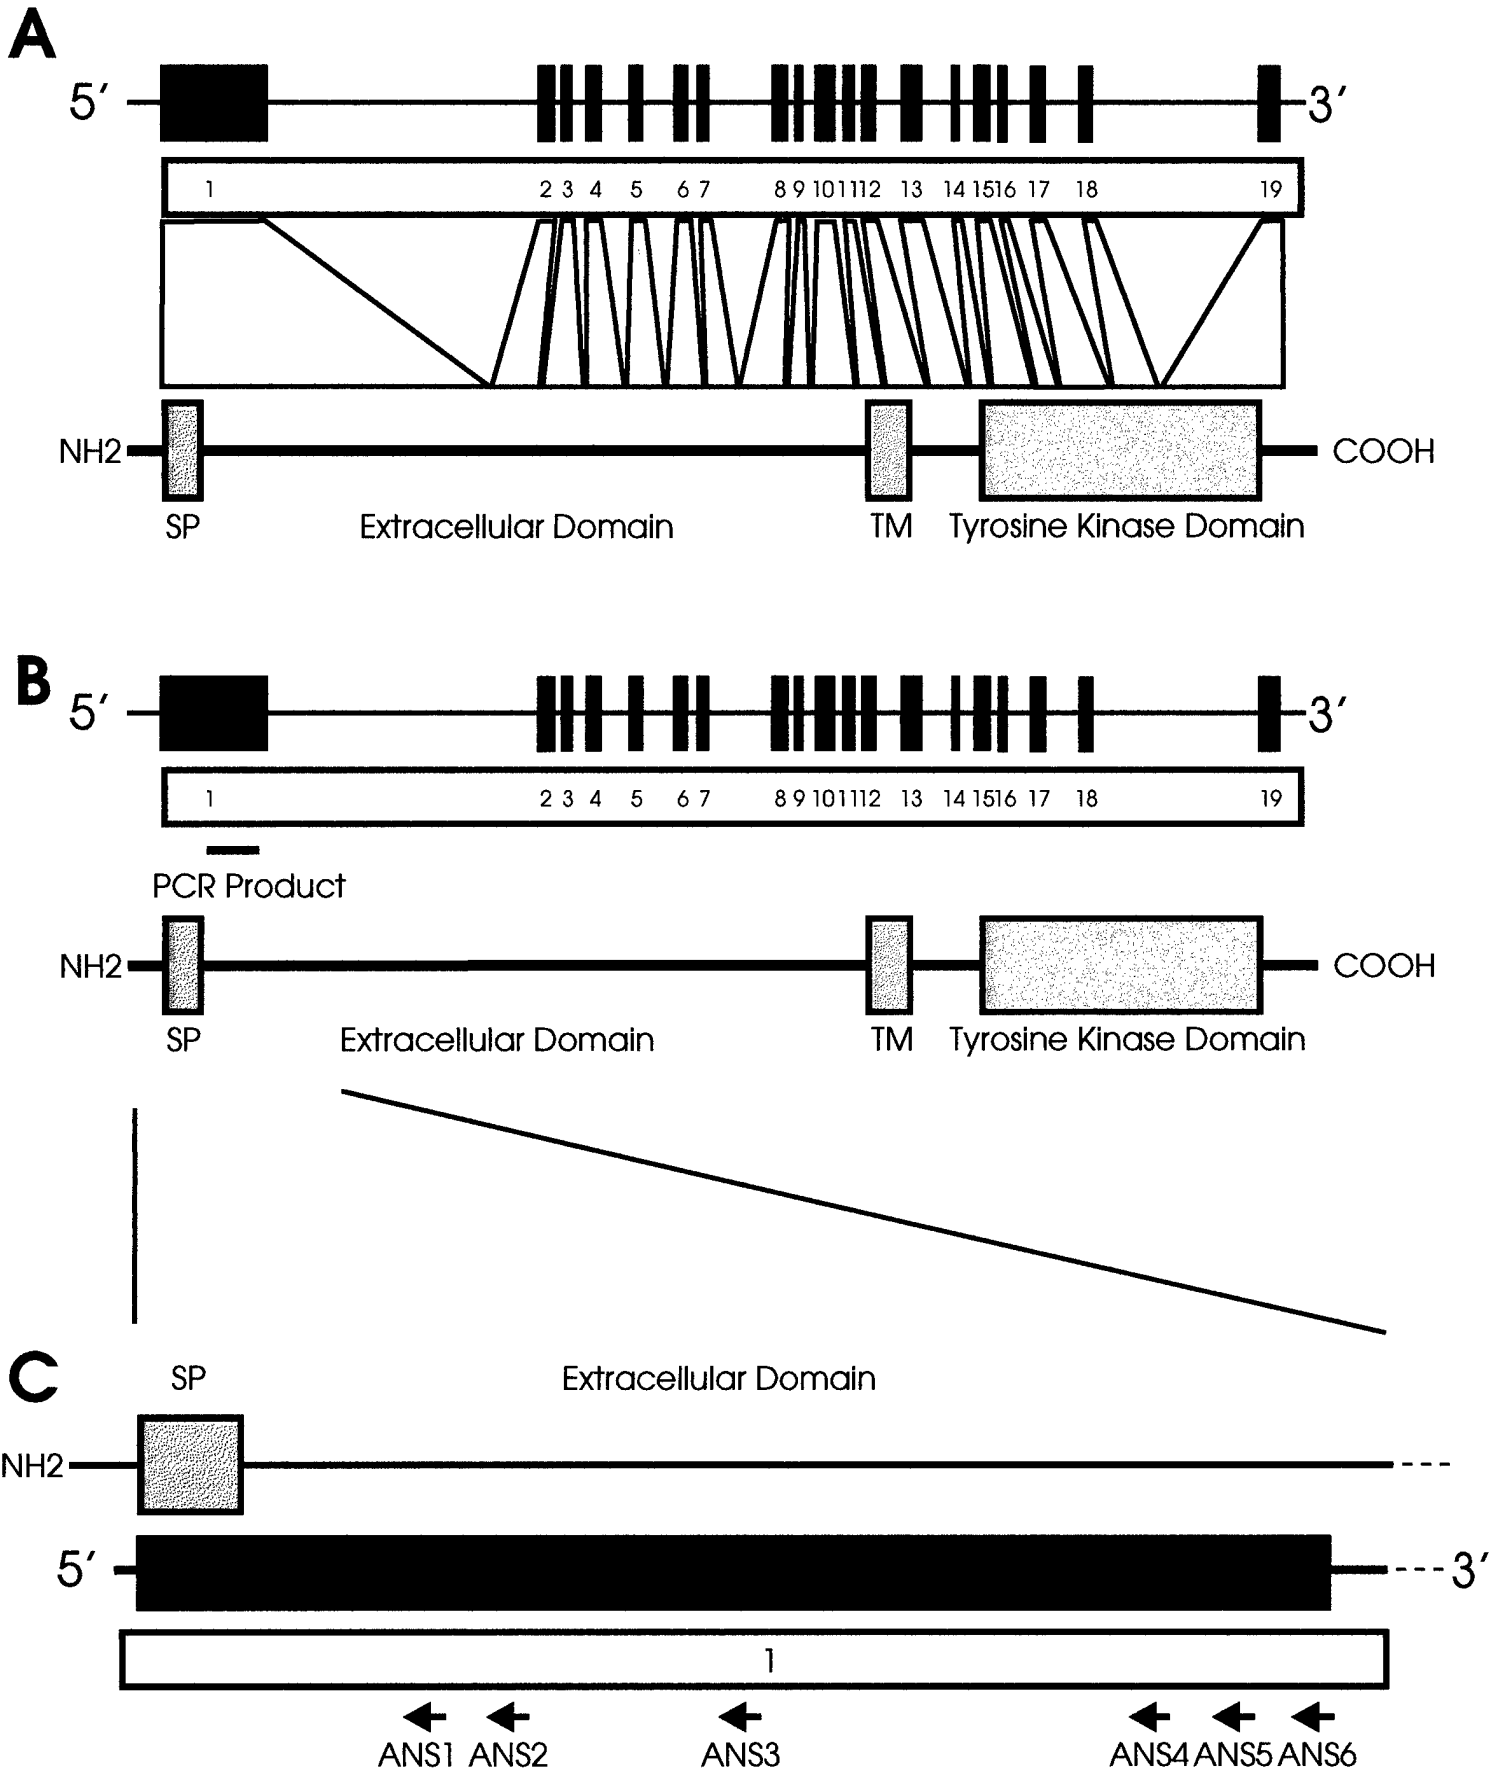 A
5′ 3′
1 2 3 4 5 6 7 8 9 10 11 12 13 14 15 16 17 18 19
NH2 COOH
SP Extracellular Domain TM Tyrosine Kinase Domain
B
5′ 3′
1 2 3 4 5 6 7 8 9 10 11 12 13 14 15 16 17 18 19
PCR Product
NH2 COOH
SP Extracellular Domain TM Tyrosine Kinase Domain
C
SP Extracellular Domain
NH2
5′ 3′
1
ANS1 ANS2 ANS3 ANS4 ANS5 ANS6